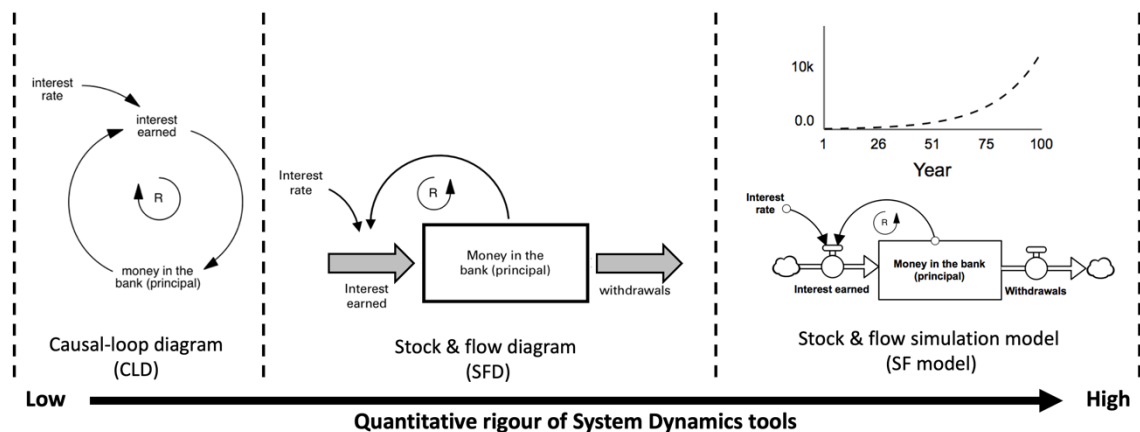 interest
rate
interest
earned
R
money in the
bank (principal)
Causal-loop diagram
(CLD)
Interest
rate
R
Money in the
bank (principal)
Interest
earned
withdrawals
Stock & flow diagram
(SFD)
10k
0.0
1 26 51 75 100
Year
Interest
rate
R
Money in the bank
(principal)
Interest earned
Withdrawals
Stock & flow simulation model
(SF model)
Low
High
Quantitative rigour of System Dynamics tools